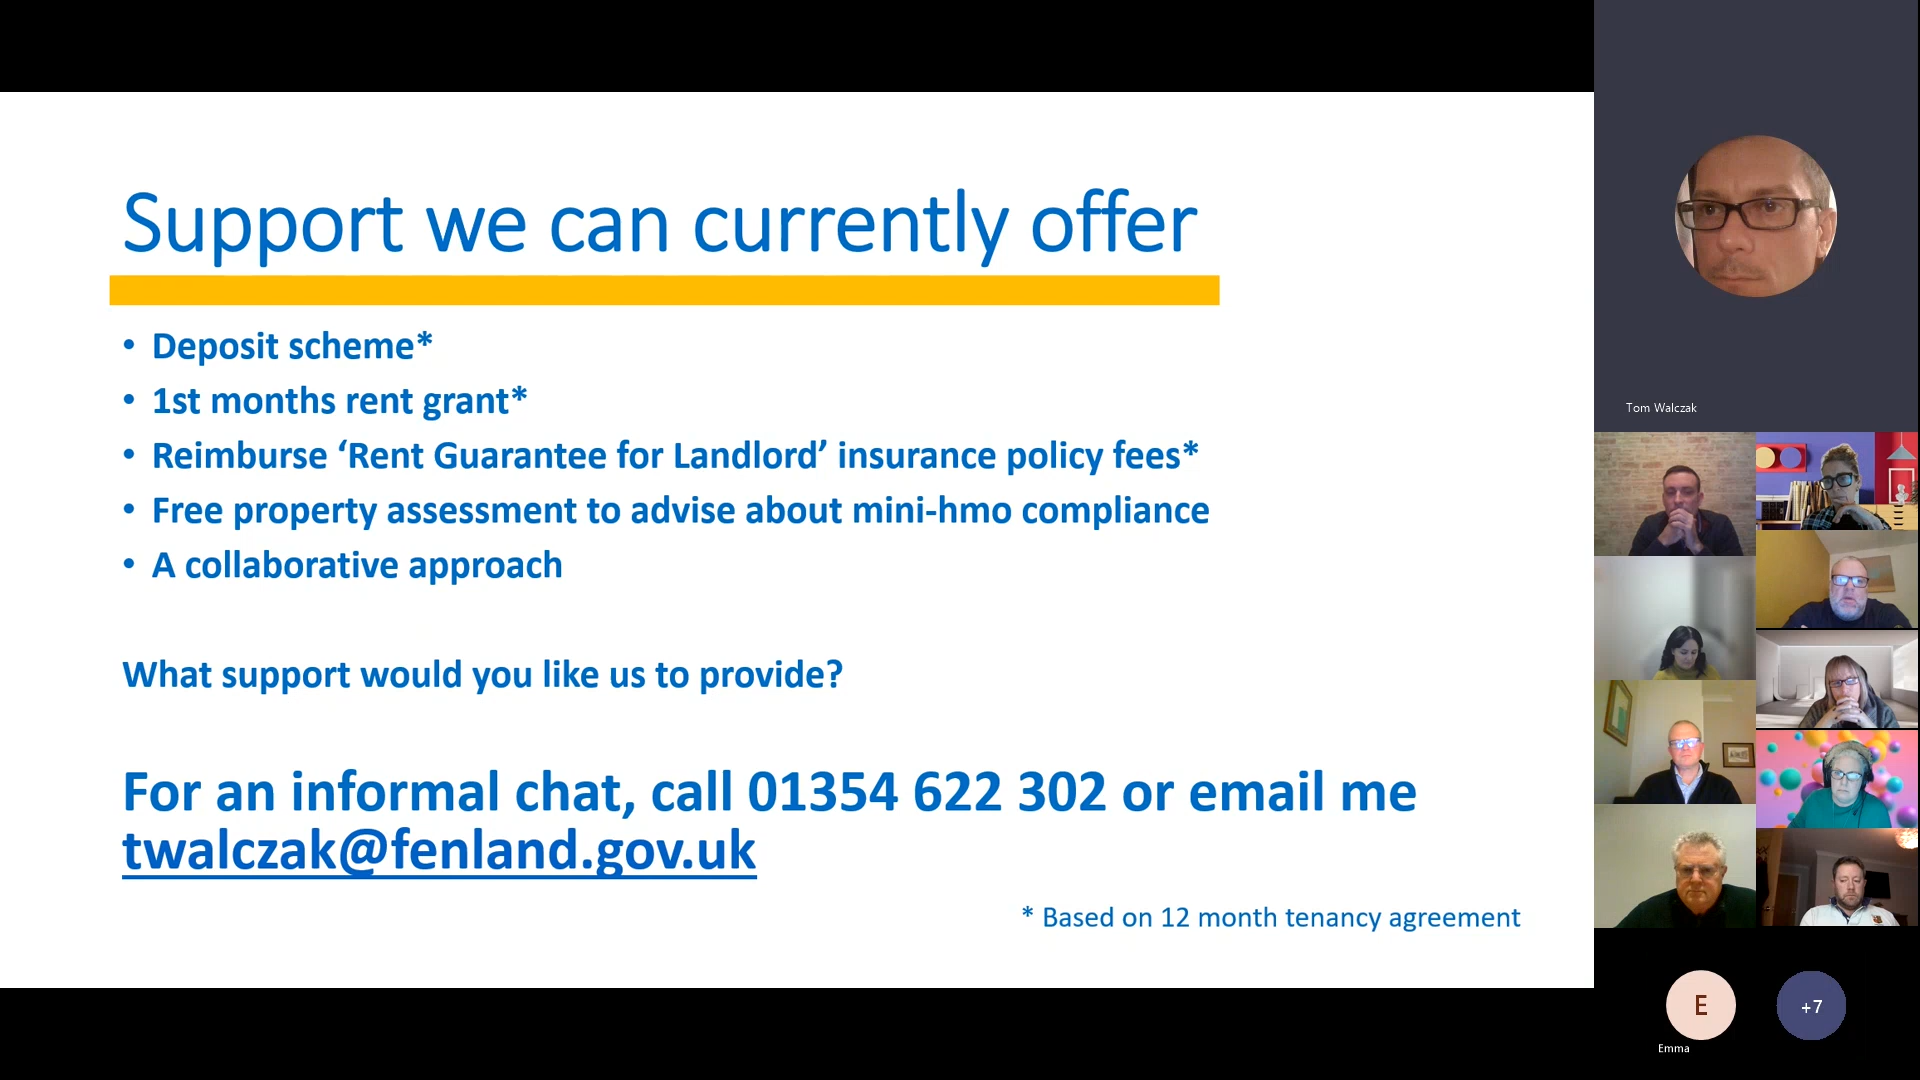 Support we can currently offer
• Deposit scheme*
• 1st months rent grant*
• Reimburse ‘Rent Guarantee for Landlord’ insurance policy fees*
• Free property assessment to advise about mini-hmo compliance
• A collaborative approach
What support would you like us to provide?
For an informal chat, call 01354 622 302 or email me
twalczak@fenland.gov.uk
* Based on 12 month tenancy agreement
Tom Walczak
E
+7
Emma